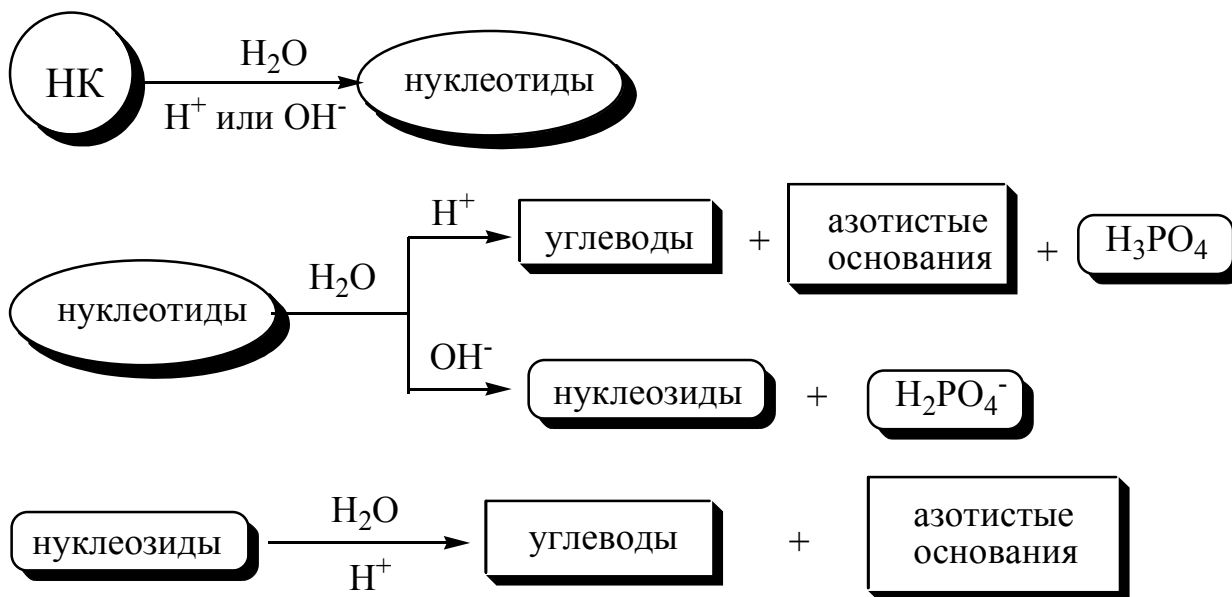 НК
H₂O
H⁺ или OH⁻
нуклеотиды
нуклеотиды
H₂O
H⁺
углеводы + азотистые основания + H₃PO₄
OH⁻
нуклеозиды + H₂PO₄⁻
нуклеозиды
H₂O
H⁺
углеводы + азотистые основания